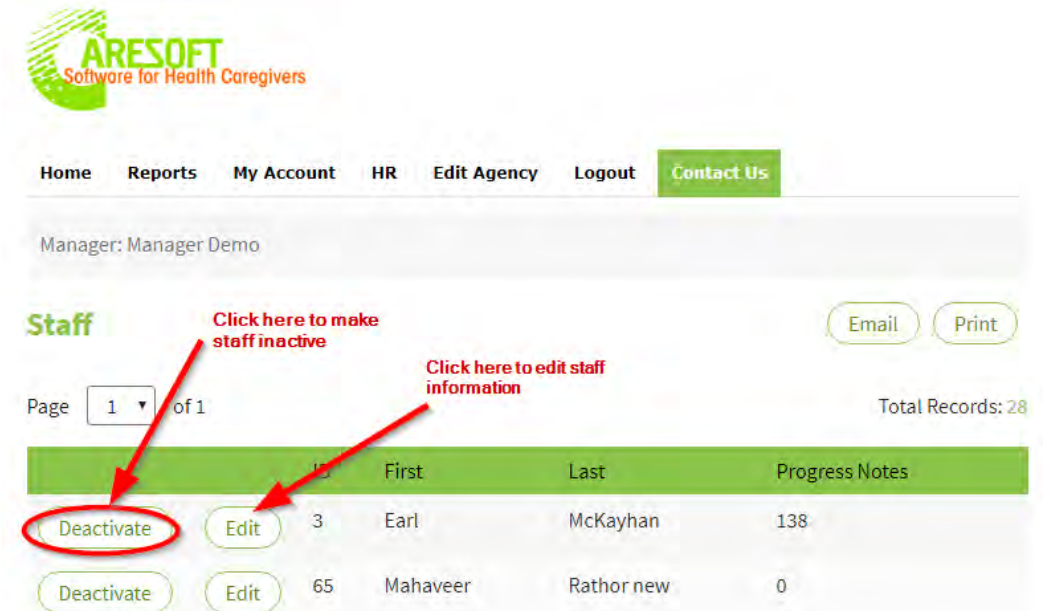 CARESOFT
Software for Health Caregivers
Home Reports My Account HR Edit Agency Logout Contact Us
Manager: Manager Demo
Staff
Click here to make
staff inactive
Email Print
Click here to edit staff
information
Page 1 of 1
Total Records: 28
ID First Last Progress Notes
Deactivate Edit 3 Earl McKayhan 138
Deactivate Edit 65 Mahaveer Rathor new 0